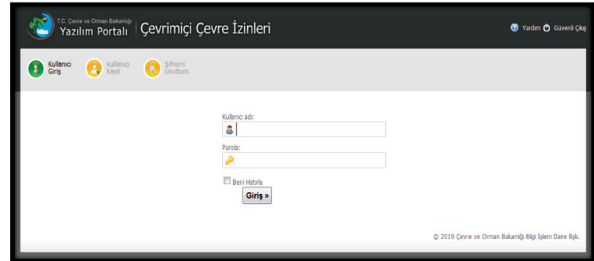 T.C. Çevre ve Orman Bakanlığı
Yazılım Portalı
Çevrimiçi Çevre İzinleri
Yardım
Güvenli Çıkış
Kullanıcı
Giriş
Kullanıcı
Kayıt
Şifremi
Unuttum
Kullanıcı adı:
Parola:
Beni Hatırla
Giriş »
© 2010 Çevre ve Orman Bakanlığı Bilgi İşlem Daire Bşk.